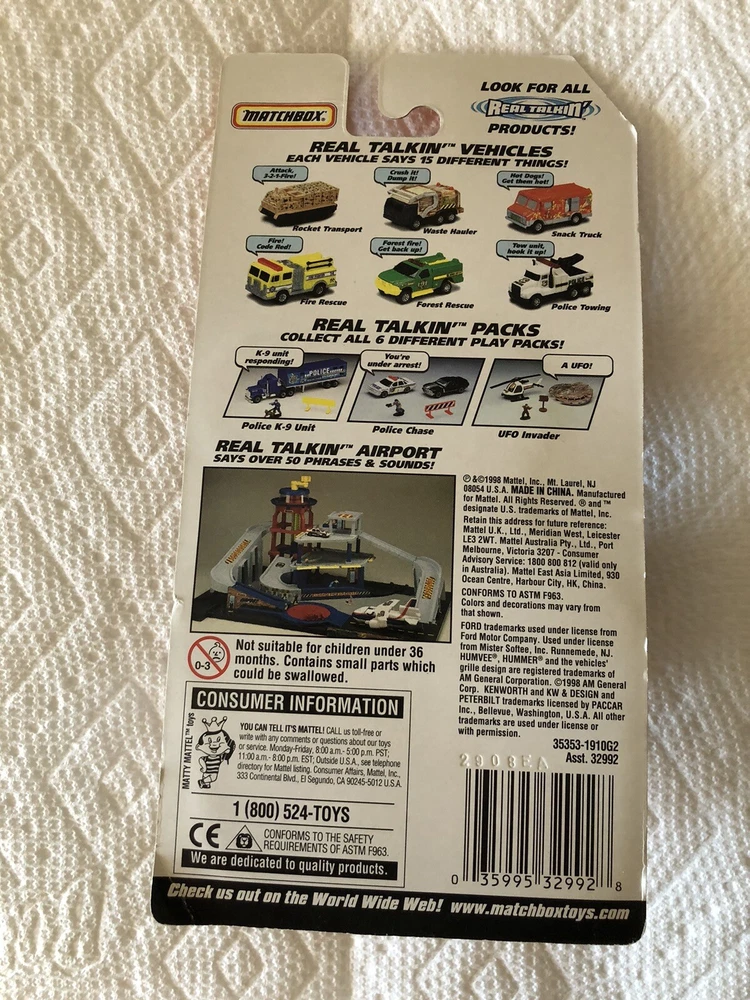 MATCHBOX®
LOOK FOR ALL
REAL TALKIN'™
PRODUCTS!
REAL TALKIN'™ VEHICLES
EACH VEHICLE SAYS 15 DIFFERENT THINGS!
Attack,
3-2-1-Fire!
Rocket Transport
Crush it!
Dump it!
Waste Hauler
Hot Dogs!
Get them hot!
Snack Truck
Fire!
Code Red!
Fire Rescue
Forest fire!
Get back up!
Forest Rescue
Tow unit,
hook it up!
Police Towing
REAL TALKIN'™ PACKS
COLLECT ALL 6 DIFFERENT PLAY PACKS!
K-9 unit
responding!
POLICE
Police K-9 Unit
You're
under arrest!
Police Chase
A UFO!
UFO Invader
REAL TALKIN'™ AIRPORT
SAYS OVER 50 PHRASES & SOUNDS!
℗ &©1998 Mattel, Inc., Mt. Laurel, NJ
08054 U.S.A. MADE IN CHINA. Manufactured
for Mattel. All Rights Reserved. ® and ™
designate U.S. trademarks of Mattel, Inc.
Retain this address for future reference:
Mattel U.K., Ltd., Meridian West, Leicester
LE3 2WT. Mattel Australia Pty., Ltd., Port
Melbourne, Victoria 3207 - Consumer
Advisory Service: 1800 800 812 (valid only
in Australia). Mattel East Asia Limited, 930
Ocean Centre, Harbour City, HK, China.
CONFORMS TO ASTM F963.
Colors and decorations may vary from
that shown.
FORD trademarks used under license from
Ford Motor Company. Used under license
from Mister Softee, Inc. Runnemede, NJ.
HUMVEE®, HUMMER® and the vehicles'
grille design are registered trademarks of
AM General Corporation. ©1998 AM General
Corp. KENWORTH and KW & DESIGN and
PETERBILT trademarks licensed by PACCAR
Inc., Bellevue, Washington, U.S.A. All other
trademarks are used under license or
with permission.
35353-1910G2
Asst. 32992
0-3
Not suitable for children under 36
months. Contains small parts which
could be swallowed.
CONSUMER INFORMATION
MATTY MATTEL™ toys
YOU CAN TELL IT'S MATTEL! CALL us toll-free or
write with any comments or questions about our toys
or service. Monday-Friday, 8:00 a.m.- 5:00 p.m. PST;
11:00 a.m.- 8:00 p.m. EST; Outside U.S.A., see telephone
directory for Mattel listing. Consumer Affairs, Mattel, Inc.,
333 Continental Blvd., El Segundo, CA 90245-5012 U.S.A.
1 (800) 524-TOYS
CE
CONFORMS TO THE SAFETY
REQUIREMENTS OF ASTM F963.
We are dedicated to quality products.
0 35995 32992 8
Check us out on the World Wide Web! www.matchboxtoys.com